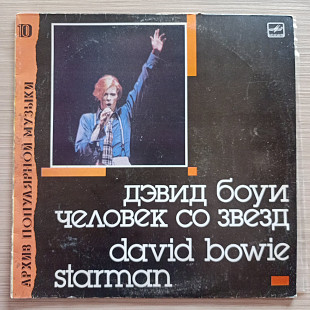 10
АРХИВ ПОПУЛЯРНОЙ МУЗЫКИ
дэвид боуи
человек со звезд
david bowie
starman